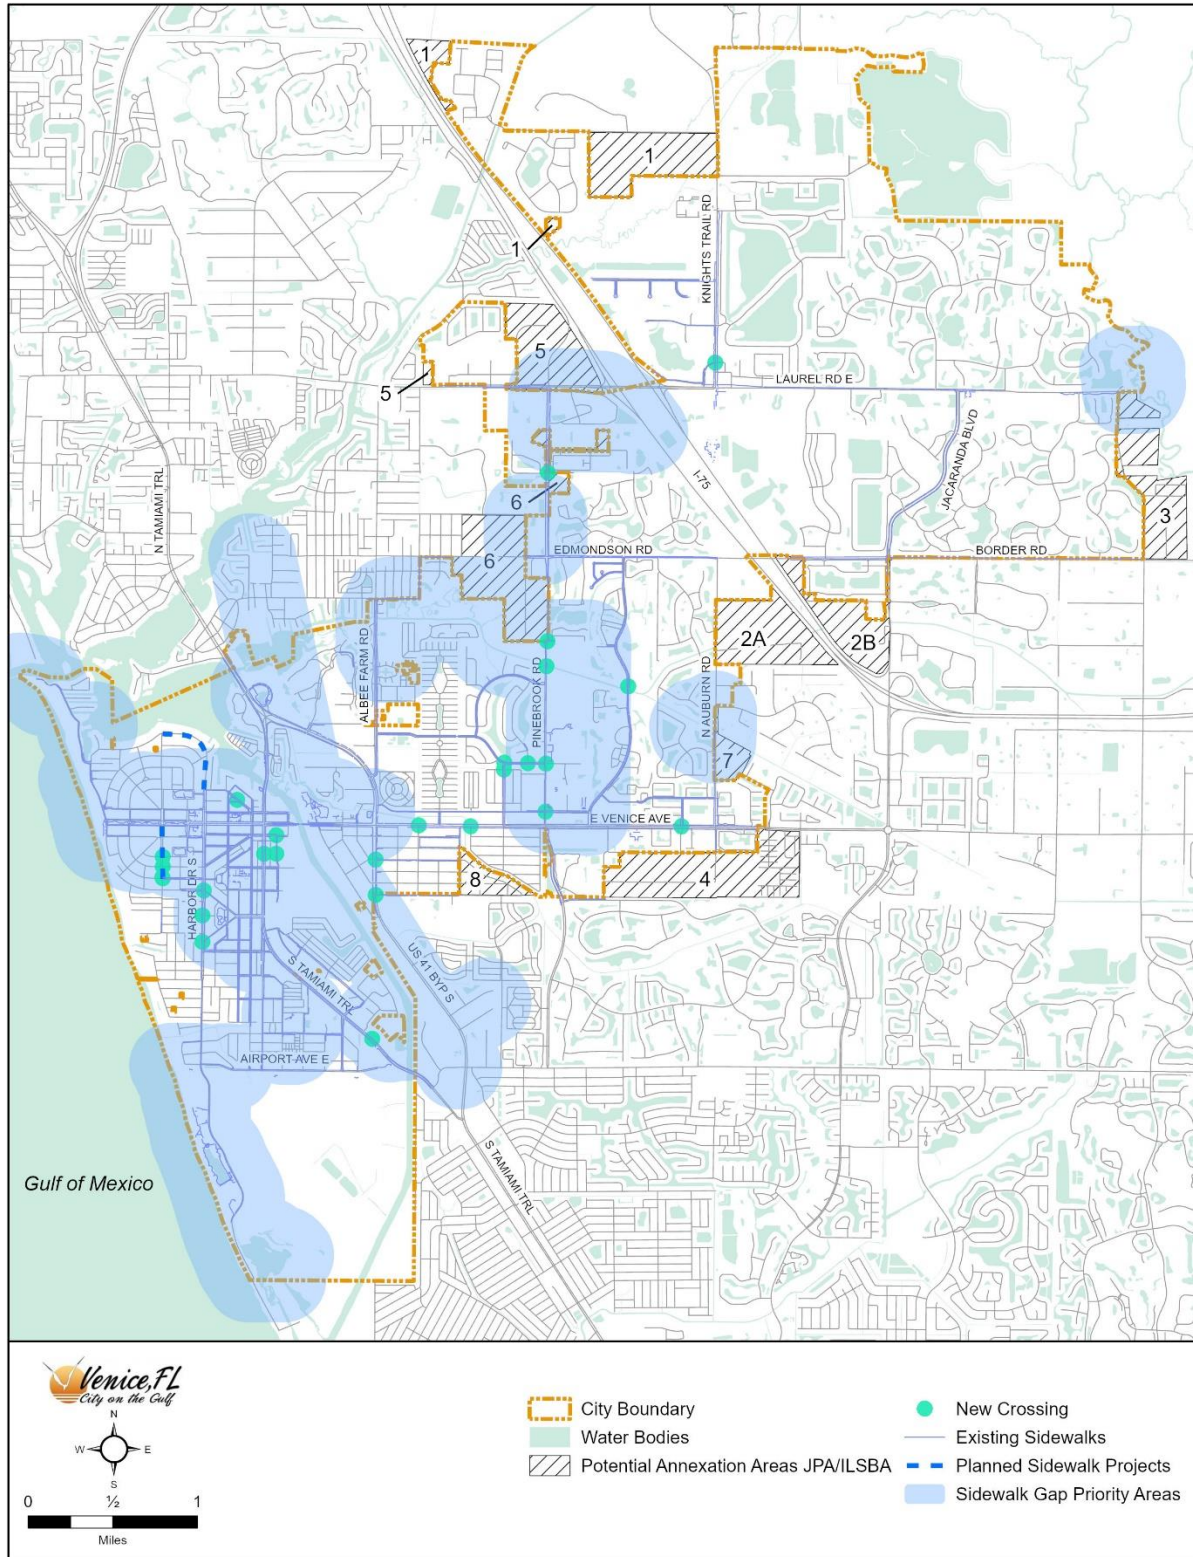 1
1
KNIGHTS TRAIL RD
1
5
5
LAUREL RD E
N TAMIAMI TRL
JACARANDA BLVD
I-75
6
3
EDMONDSON RD
BORDER RD
6
2A
2B
ALBEE FARM RD
PINEBROOK RD
N AUBURN RD
7
E VENICE AVE
HARBOR DR S
8
4
US 41 BYP S
S TAMIAMI TRL
AIRPORT AVE E
Gulf of Mexico
S TAMIAMI TRL
Venice, FL
City on the Gulf
N
W E
S
0 ½ 1
Miles
City Boundary
Water Bodies
Potential Annexation Areas JPA/ILSBA
New Crossing
Existing Sidewalks
Planned Sidewalk Projects
Sidewalk Gap Priority Areas